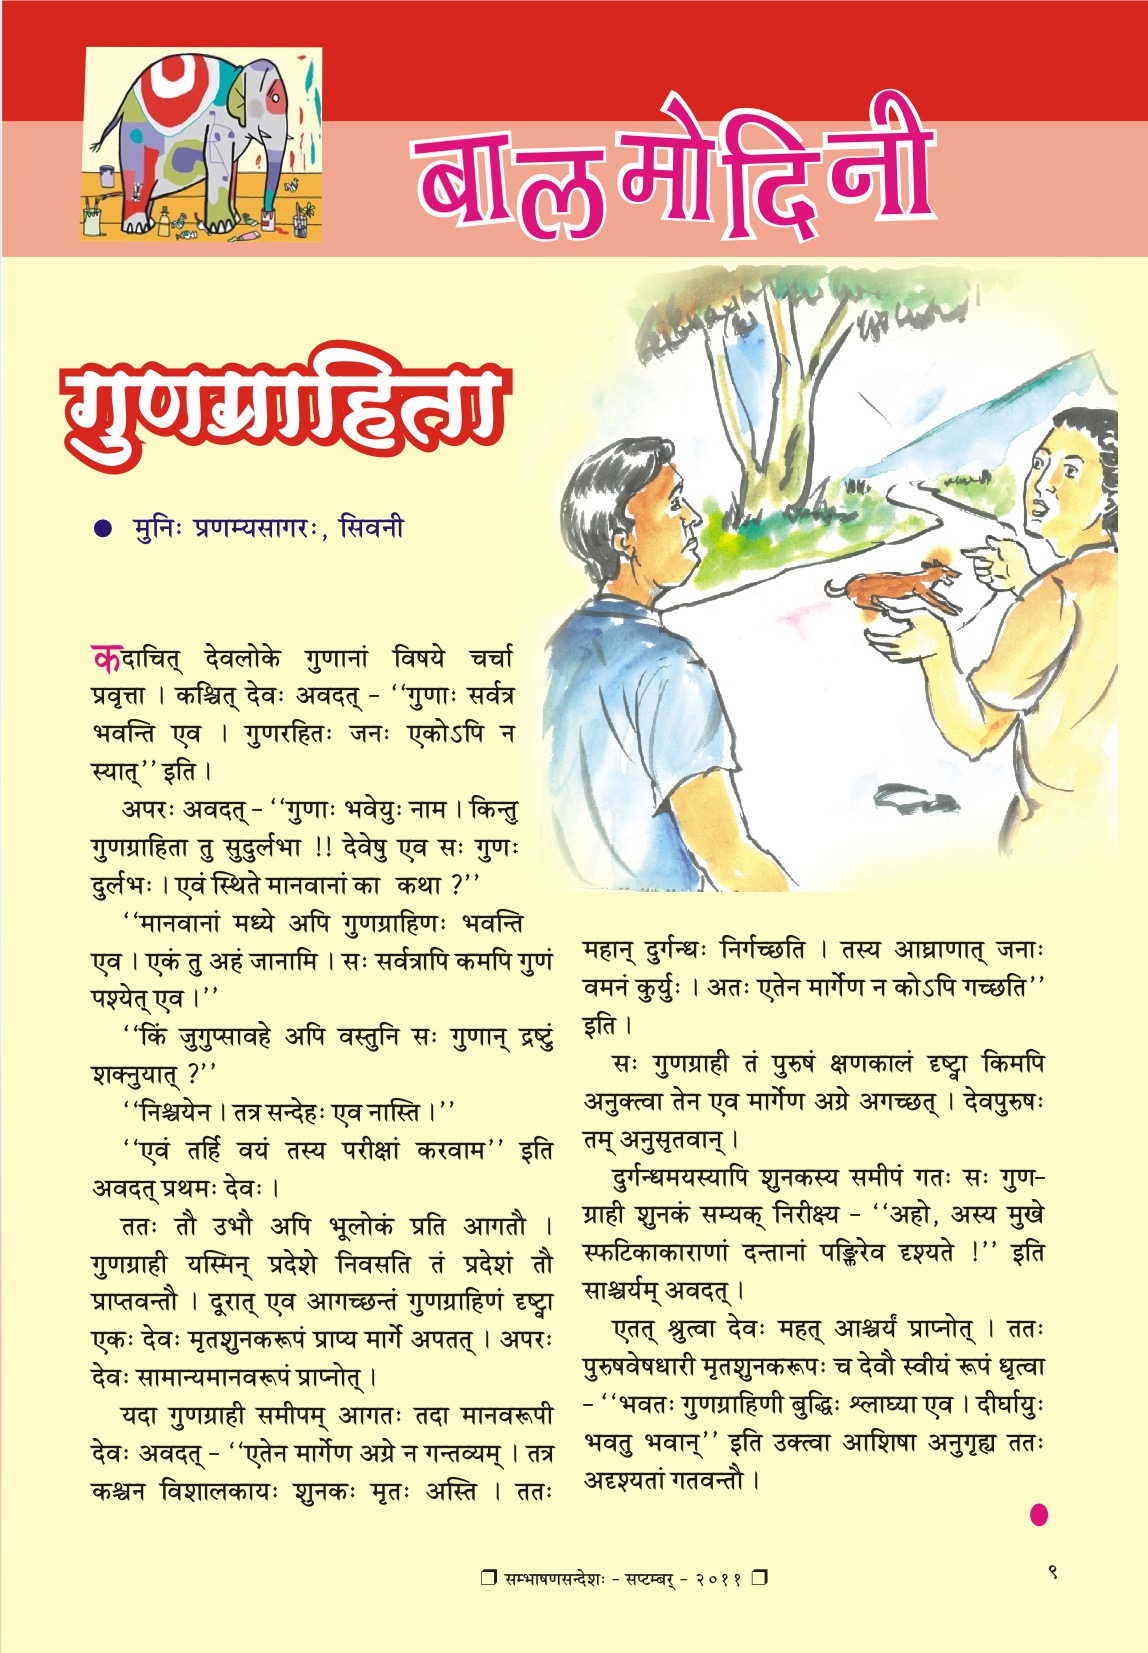 बालमोदिनी
गुणग्राहिता
● मुनिः प्रणम्यसागरः, सिवनी
कदाचित् देवलोके गुणानां विषये चर्चा
प्रवृत्ता । कश्चित् देवः अवदत् - ‘‘गुणाः सर्वत्र
भवन्ति एव । गुणरहितः जनः एकोऽपि न
स्यात्’’ इति ।
अपरः अवदत् - ‘‘गुणाः भवेयुः नाम । किन्तु
गुणग्राहिता तु सुदुर्लभा !! देवेषु एव सः गुणः
दुर्लभः । एवं स्थिते मानवानां का कथा ?’’
‘‘मानवानां मध्ये अपि गुणग्राहिणः भवन्ति
एव । एकं तु अहं जानामि । सः सर्वत्रापि कमपि गुणं
पश्येत् एव ।’’
‘‘किं जुगुप्सावहे अपि वस्तुनि सः गुणान् द्रष्टुं
शक्नुयात् ?’’
‘‘निश्चयेन । तत्र सन्देहः एव नास्ति ।’’
‘‘एवं तर्हि वयं तस्य परीक्षां करवाम’’ इति
अवदत् प्रथमः देवः ।
ततः तौ उभौ अपि भूलोकं प्रति आगतौ ।
गुणग्राही यस्मिन् प्रदेशे निवसति तं प्रदेशं तौ
प्राप्तवन्तौ । दूरात् एव आगच्छन्तं गुणग्राहिणं दृष्ट्वा
एकः देवः मृतशुनकरूपं प्राप्य मार्गे अपतत् । अपरः
देवः सामान्यमानवरूपं प्राप्नोत् ।
यदा गुणग्राही समीपम् आगतः तदा मानवरूपी
देवः अवदत् - ‘‘एतेन मार्गेण अग्रे न गन्तव्यम् । तत्र
कश्चन विशालकायः शुनकः मृतः अस्ति । ततः
महान् दुर्गन्धः निर्गच्छति । तस्य आघ्राणात् जनाः
वमनं कुर्युः । अतः एतेन मार्गेण न कोऽपि गच्छति’’
इति ।
सः गुणग्राही तं पुरुषं क्षणकालं दृष्ट्वा किमपि
अनुक्त्वा तेन एव मार्गेण अग्रे अगच्छत् । देवपुरुषः
तम् अनुसृतवान् ।
दुर्गन्धमयस्यापि शुनकस्य समीपं गतः सः गुण-
ग्राही शुनकं सम्यक् निरीक्ष्य - ‘‘अहो, अस्य मुखे
स्फटिकाकाराणां दन्तानां पङ्क्तिरेव दृश्यते !’’ इति
साश्चर्यम् अवदत् ।
एतत् श्रुत्वा देवः महत् आश्चर्यं प्राप्नोत् । ततः
पुरुषवेषधारी मृतशुनकरूपः च देवौ स्वीयं रूपं धृत्वा
- ‘‘भवतः गुणग्राहिणी बुद्धिः श्लाघ्या एव । दीर्घायुः
भवतु भवान्’’ इति उक्त्वा आशिषा अनुगृह्य ततः
अदृश्यतां गतवन्तौ ।
❐ सम्भाषणसन्देशः - सप्टम्बर् - २०११ ❐
९